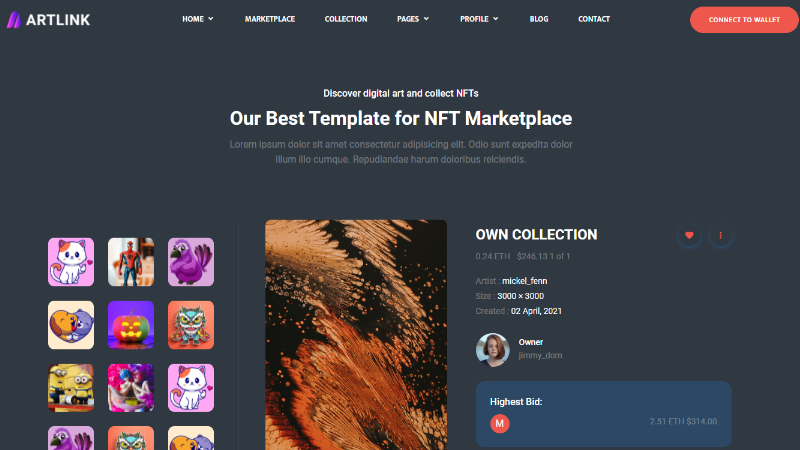 ARTLINK
HOME MARKETPLACE COLLECTION PAGES PROFILE BLOG CONTACT
CONNECT TO WALLET
Discover digital art and collect NFTs
Our Best Template for NFT Marketplace
Lorem ipsum dolor sit amet consectetur adipisicing elit. Odio sunt expedita dolor
illum illo cumque. Repudiandae harum doloribus reiciendis.
OWN COLLECTION
0.24 ETH $246.13 1 of 1
Artist : mickel_fenn
Size : 3000 × 3000
Created : 02 April, 2021
Owner
jimmy_dom
Highest Bid:
M
2.51 ETH $314.00